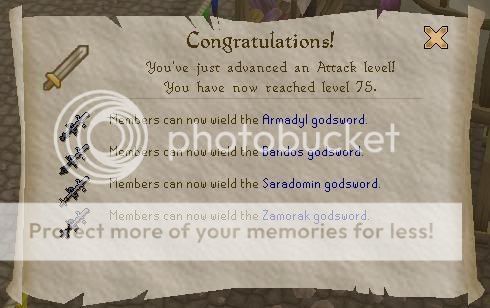 Congratulations!
You've just advanced an Attack level!
You have now reached level 75.
Members can now wield the Armadyl godsword.
photobucket
Members can now wield the Bandos godsword.
Members can now wield the Saradomin godsword.
Members can now wield the Zamorak godsword.
Protect more of your memories for less!